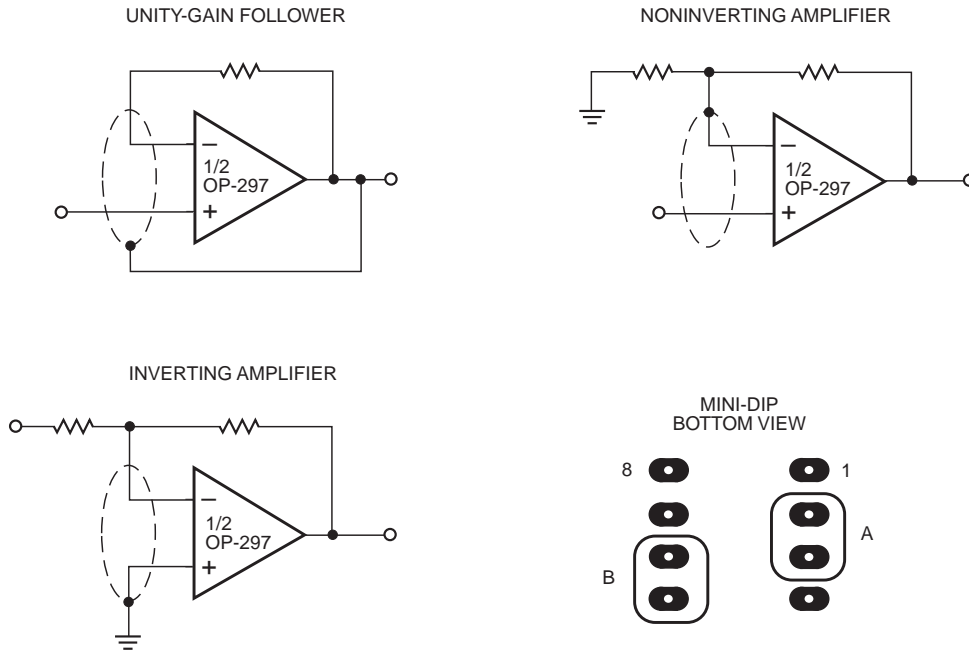 UNITY-GAIN FOLLOWER
−
1/2
OP-297
+
NONINVERTING AMPLIFIER
−
1/2
OP-297
+
INVERTING AMPLIFIER
−
1/2
OP-297
+
MINI-DIP
BOTTOM VIEW
8
1
A
B